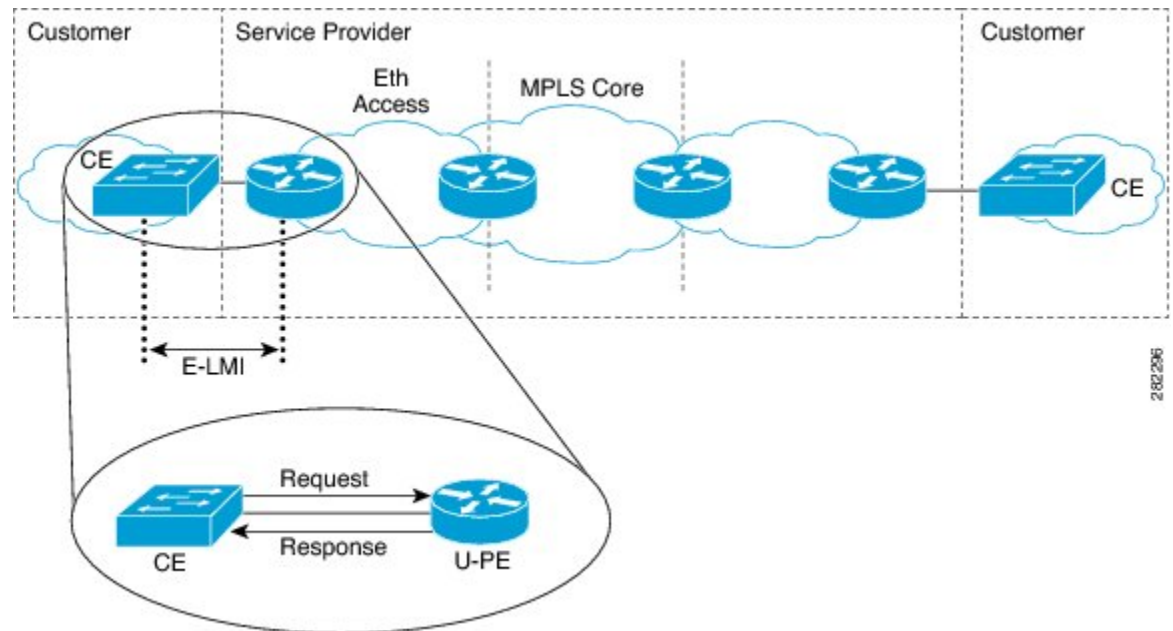 Customer
Service Provider
Customer
Eth
Access
MPLS Core
CE
CE
E-LMI
282296
Request
Response
CE
U-PE